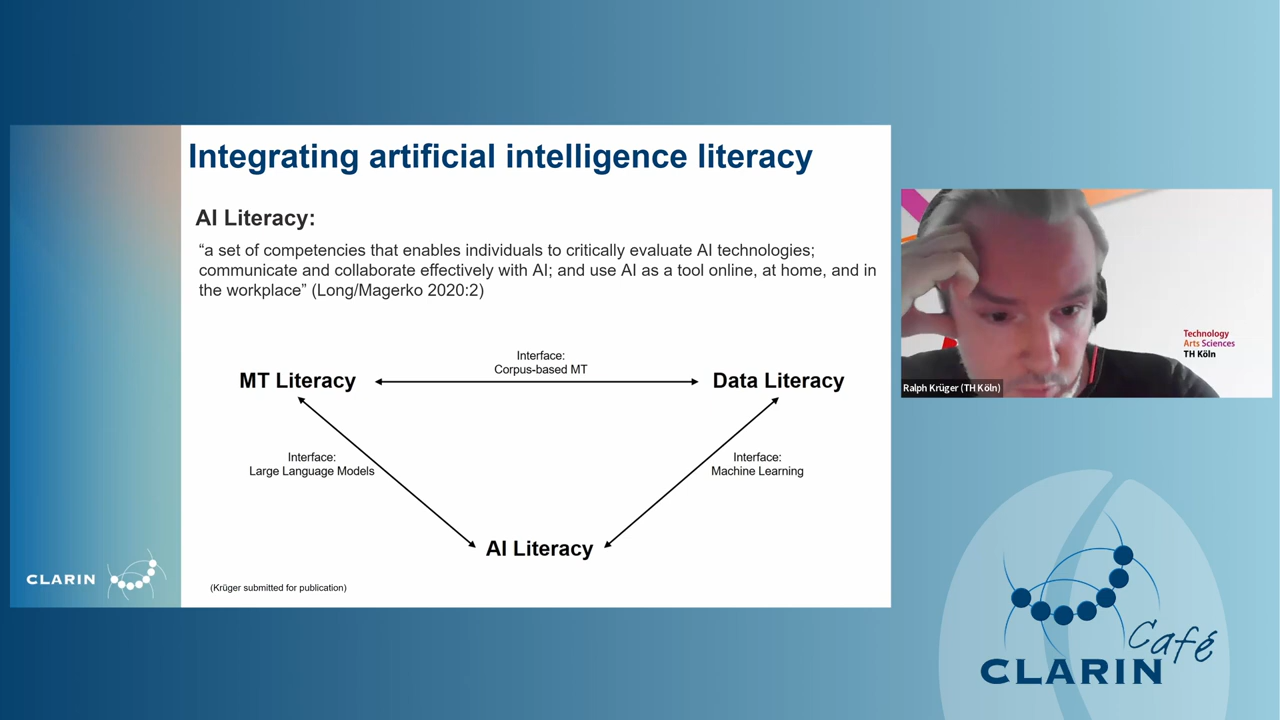 Integrating artificial intelligence literacy
AI Literacy:
“a set of competencies that enables individuals to critically evaluate AI technologies;
communicate and collaborate effectively with AI; and use AI as a tool online, at home, and in
the workplace” (Long/Magerko 2020:2)
Interface:
Corpus-based MT
MT Literacy
Data Literacy
Interface:
Large Language Models
Interface:
Machine Learning
AI Literacy
(Krüger submitted for publication)
CLARIN
Technology
Arts Sciences
TH Köln
Ralph Krüger (TH Köln)
Café
CLARIN